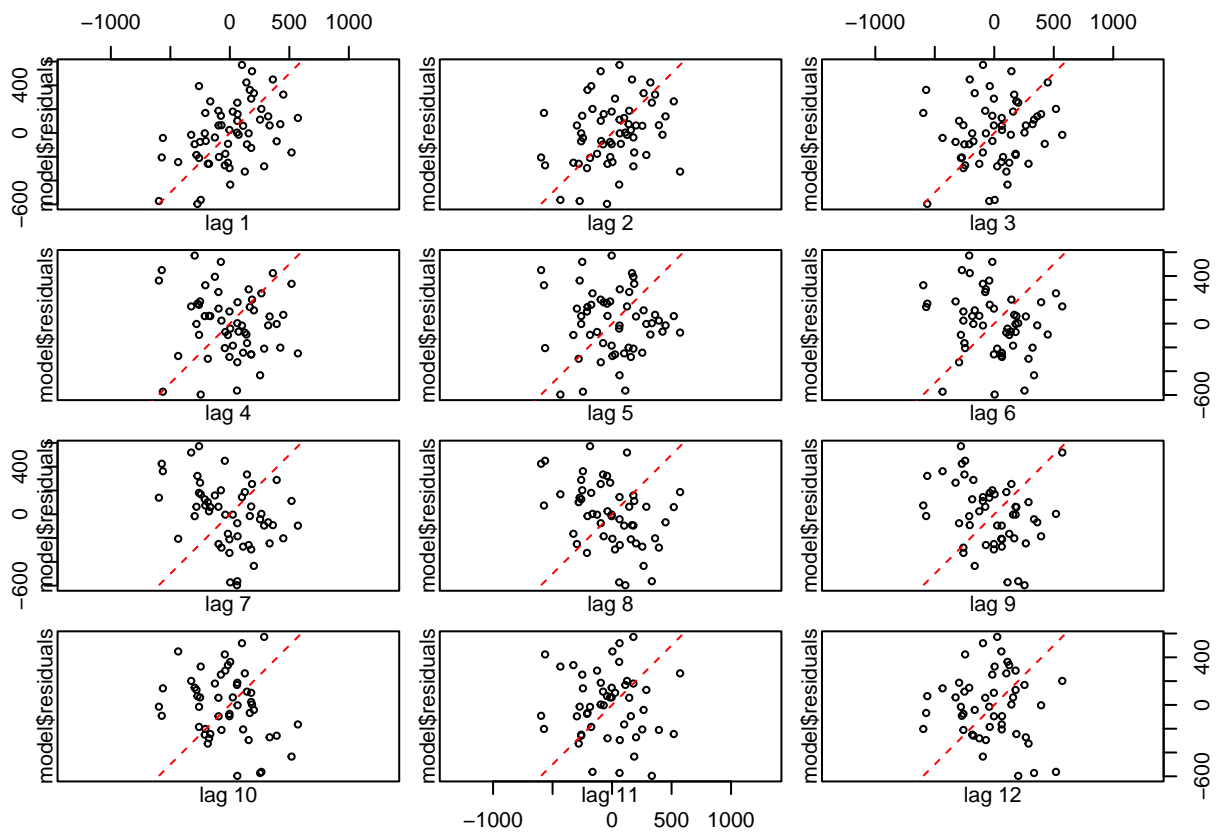 −1000 0 500 1000
−1000 0 500 1000
−600 0 400
model$residuals
model$residuals
model$residuals
lag 1
lag 2
lag 3
model$residuals
model$residuals
model$residuals
−600 0 400
lag 4
lag 5
lag 6
−600 0 400
model$residuals
model$residuals
model$residuals
lag 7
lag 8
lag 9
model$residuals
model$residuals
model$residuals
−600 0 400
lag 10
lag 11
lag 12
−1000 0 500 1000